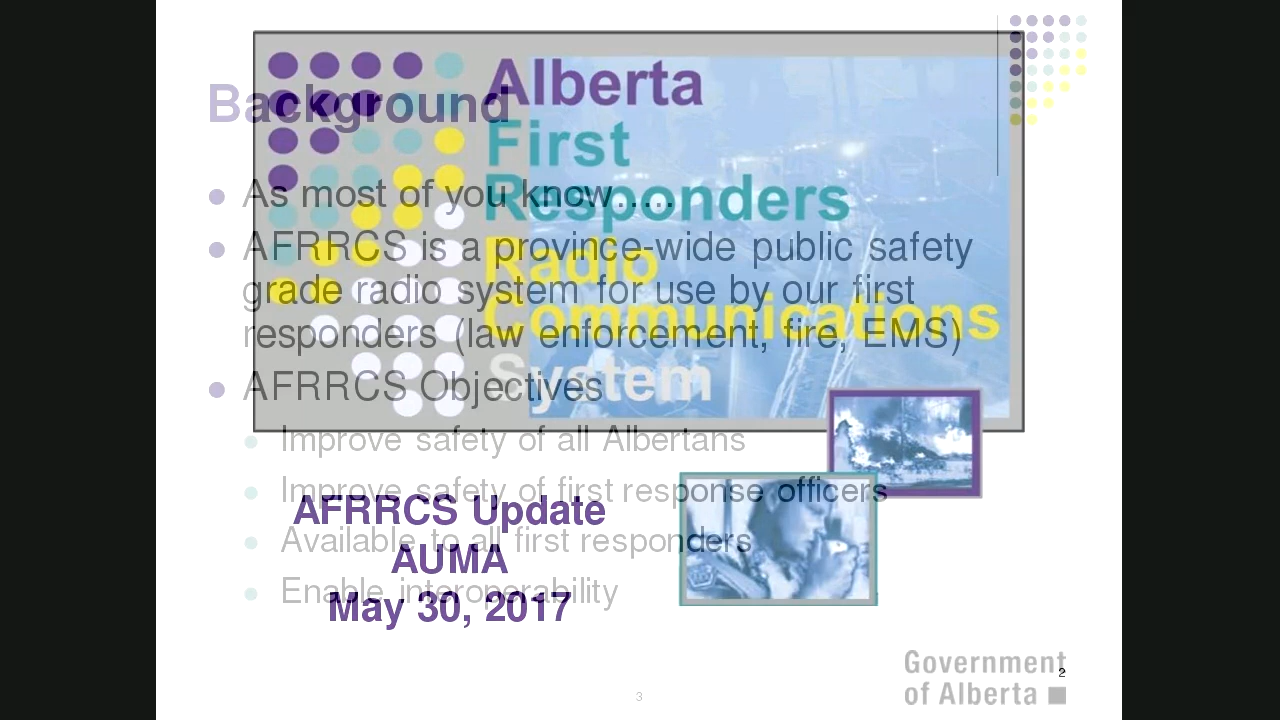 Alberta
First
Responders
Radio
Communications
System
AFRRCS Update
AUMA
May 30, 2017
Background
As most of you know.....
AFRRCS is a province-wide public safety
grade radio system for use by our first
responders (law enforcement, fire, EMS)
AFRRCS Objectives
Improve safety of all Albertans
Improve safety of first response officers
Available to all first responders
Enable interoperability
Government
of Alberta
2
3